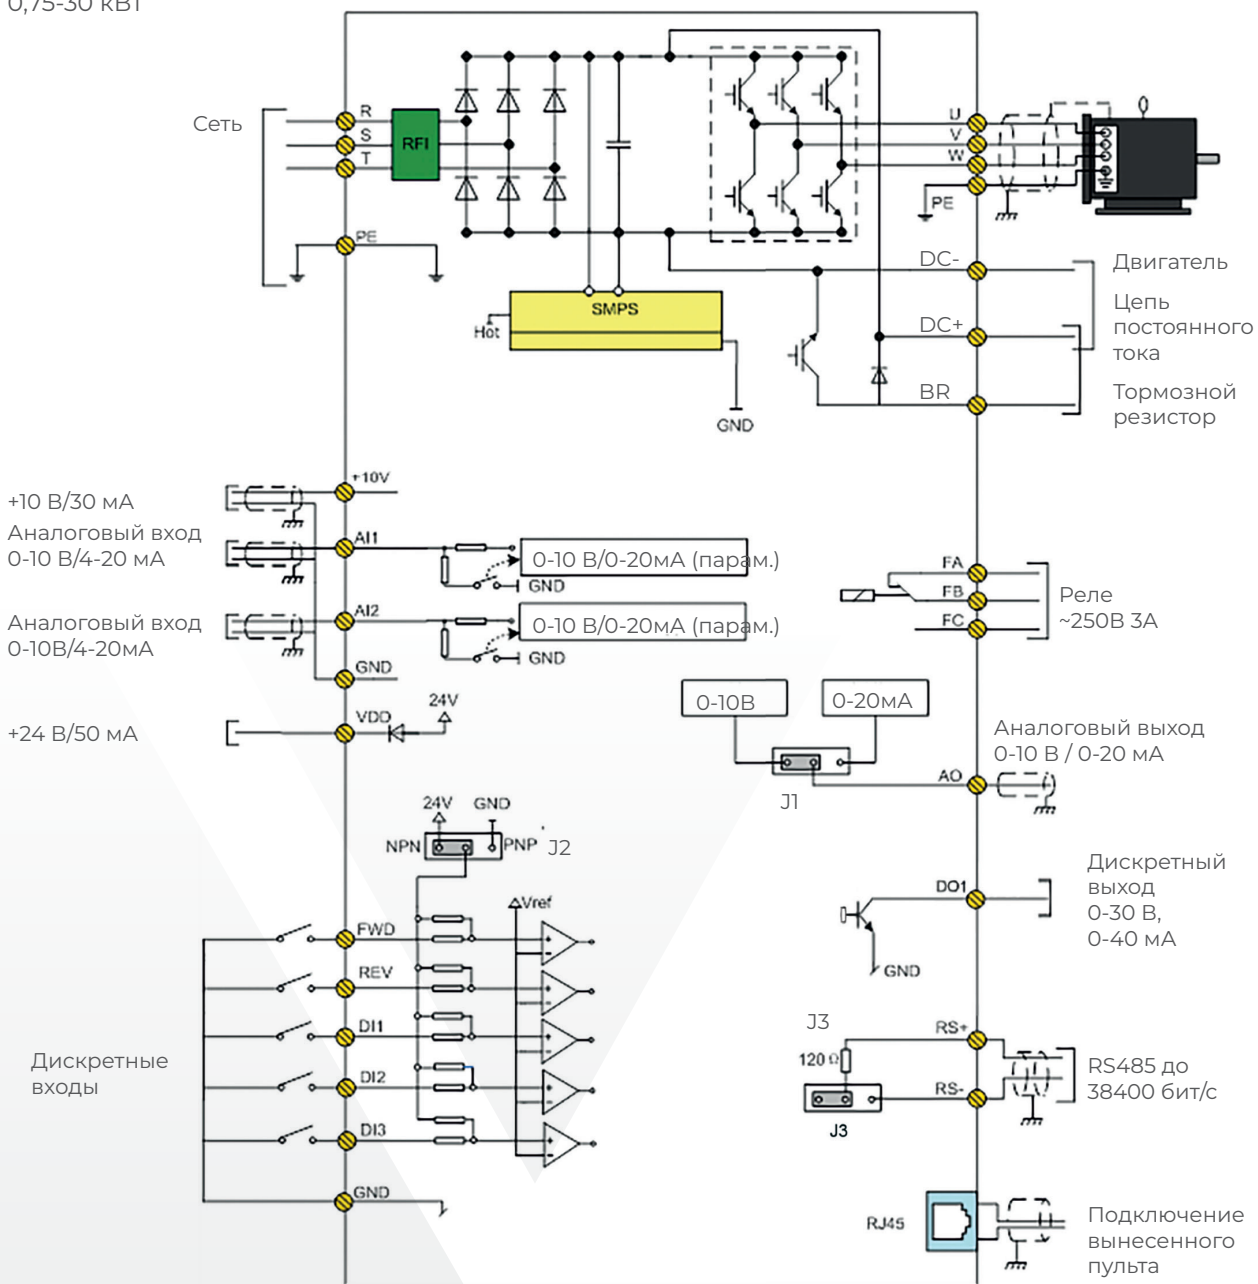 0,75-30 кВт
Сеть
R
S
T
RFI
PE
U
V
W
PE
SMPS
Hot
GND
DC-
DC+
BR
Двигатель
Цепь
постоянного
тока
Тормозной
резистор
+10 В/30 мА
+10V
Аналоговый вход
0-10 В/4-20 мА
AI1
0-10 В/0-20мА (парам.)
GND
Аналоговый вход
0-10В/4-20мА
AI2
0-10 В/0-20мА (парам.)
GND
GND
+24 В/50 мА
VDD
24V
FA
FB
FC
Реле
~250В 3А
0-10В
0-20мА
J1
AO
Аналоговый выход
0-10 В / 0-20 мА
24V
GND
NPN
PNP
J2
Vref
Дискретные
входы
FWD
REV
DI1
DI2
DI3
GND
DO1
GND
Дискретный
выход
0-30 В,
0-40 мА
J3
120 Ω
RS+
RS-
J3
RS485 до
38400 бит/с
RJ45
Подключение
вынесенного
пульта